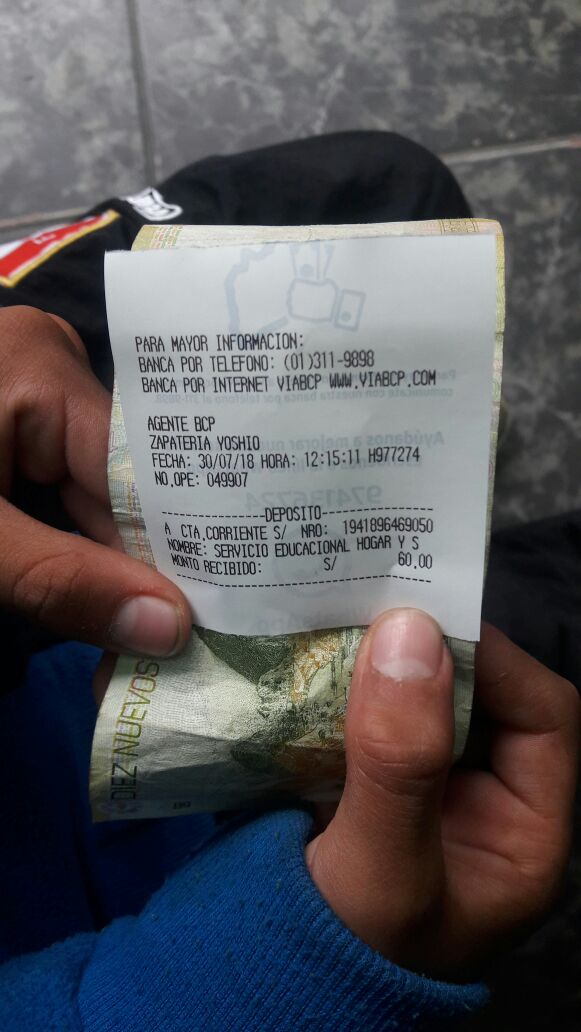 PARA MAYOR INFORMACION:
BANCA POR TELEFONO: (01)311-9898
BANCA POR INTERNET VIABCP WWW.VIABCP.COM
AGENTE BCP
ZAPATERIA YOSHIO
FECHA: 30/07/18 HORA: 12:15:11 H977274
NO.OPE: 049907
DEPOSITO
A CTA.CORRIENTE S/ NRO: 1941896469050
NOMBRE: SERVICIO EDUCACIONAL HOGAR Y S
MONTO RECIBIDO: S/ 60.00
DIEZ NUEVOS